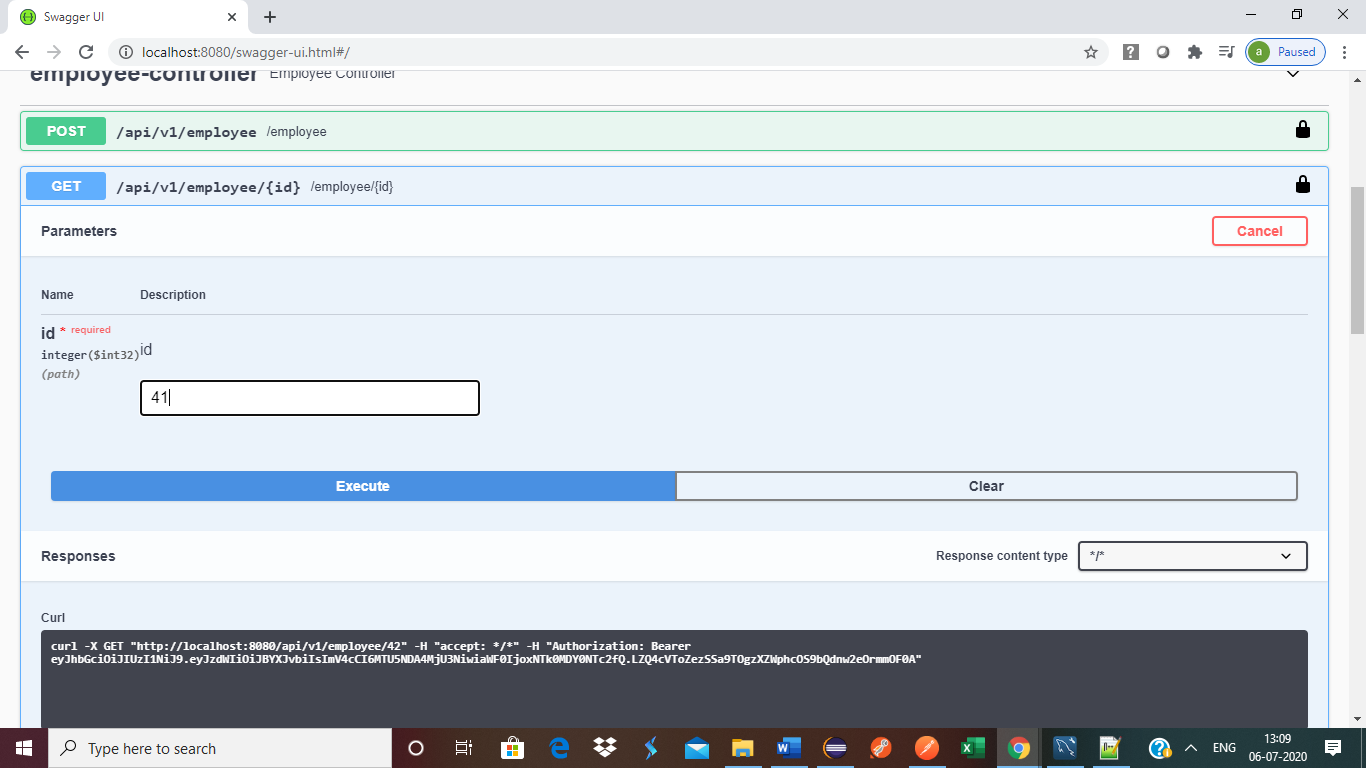 Swagger UI
localhost:8080/swagger-ui.html#/
a Paused
employee-controller Employee Controller
POST /api/v1/employee /employee
GET /api/v1/employee/{id} /employee/{id}
Parameters Cancel
Name Description
id * required
integer($int32) id
(path)
41
Execute Clear
Responses Response content type */*
Curl
curl -X GET "http://localhost:8080/api/v1/employee/42" -H "accept: */*" -H "Authorization: Bearer
eyJhbGciOiJIUzI1NiJ9.eyJzdWIiOiJBYXJvbiIsImV4cCI6MTU5NDA4MjU3NiwiaWF0IjoxNTk0MDY0NTc2fQ.LZQ4cVToZezSSa9TOgzXZWphcOS9bQdnw2eOrmmOF0A"
Type here to search
ENG
13:09
06-07-2020